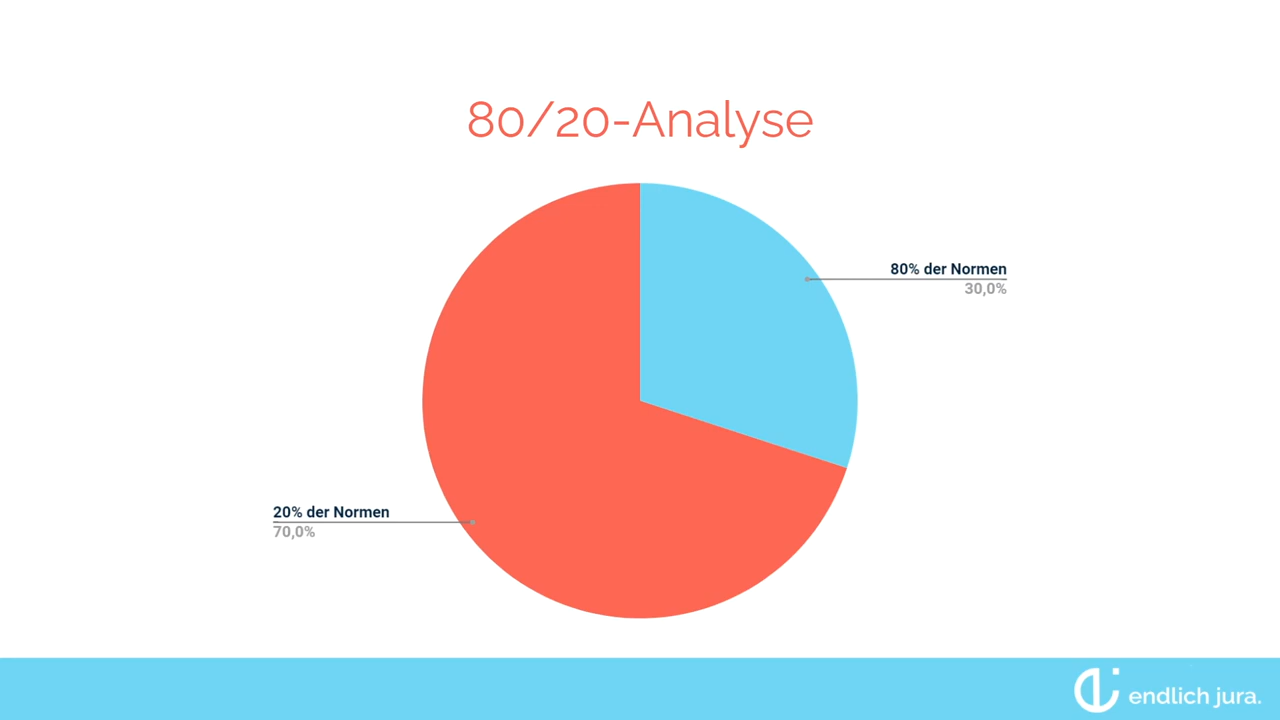 80/20-Analyse
80% der Normen
30,0%
20% der Normen
70,0%
endlich jura.